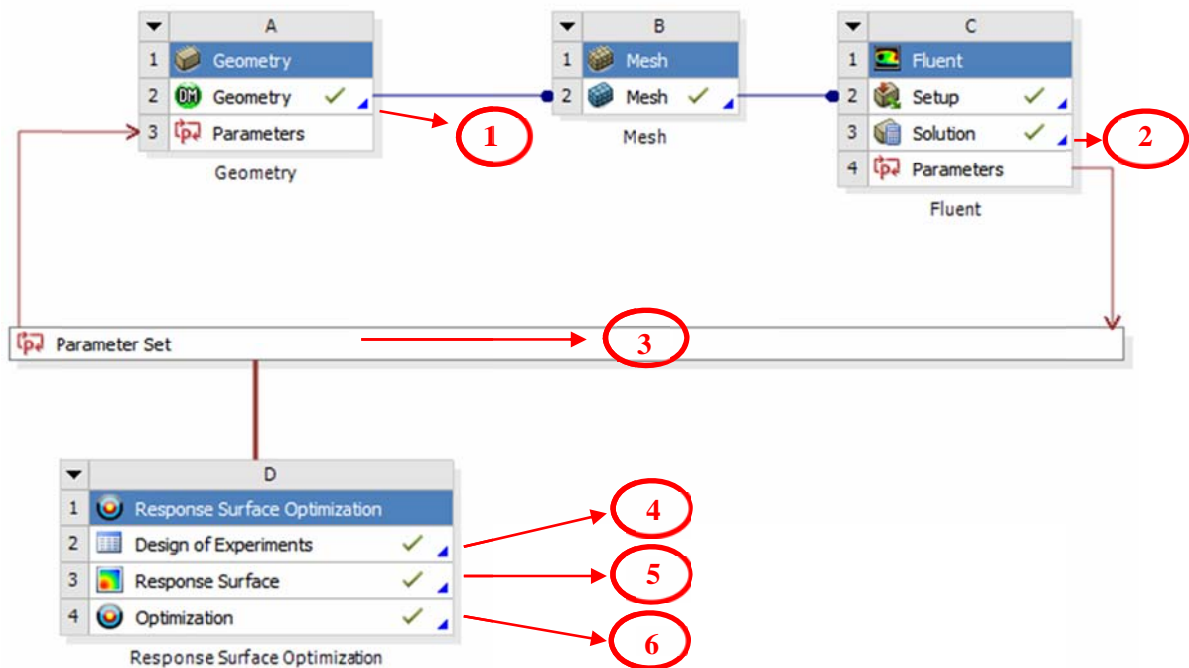 A
1 Geometry
2 DM Geometry
3 Parameters
Geometry
B
1 Mesh
2 Mesh
Mesh
C
1 Fluent
2 Setup
3 Solution
4 Parameters
Fluent
1
2
Parameter Set
3
D
1 Response Surface Optimization
2 Design of Experiments
3 Response Surface
4 Optimization
Response Surface Optimization
4
5
6